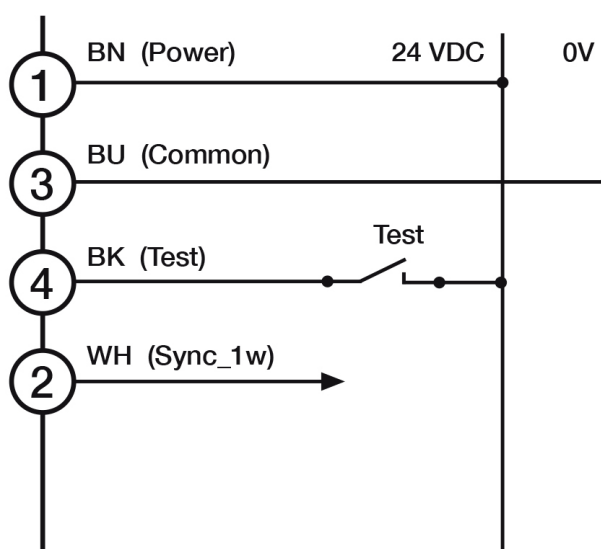 BN (Power) 24 VDC 0V
1
BU (Common)
3
Test
BK (Test)
4
WH (Sync_1w)
2